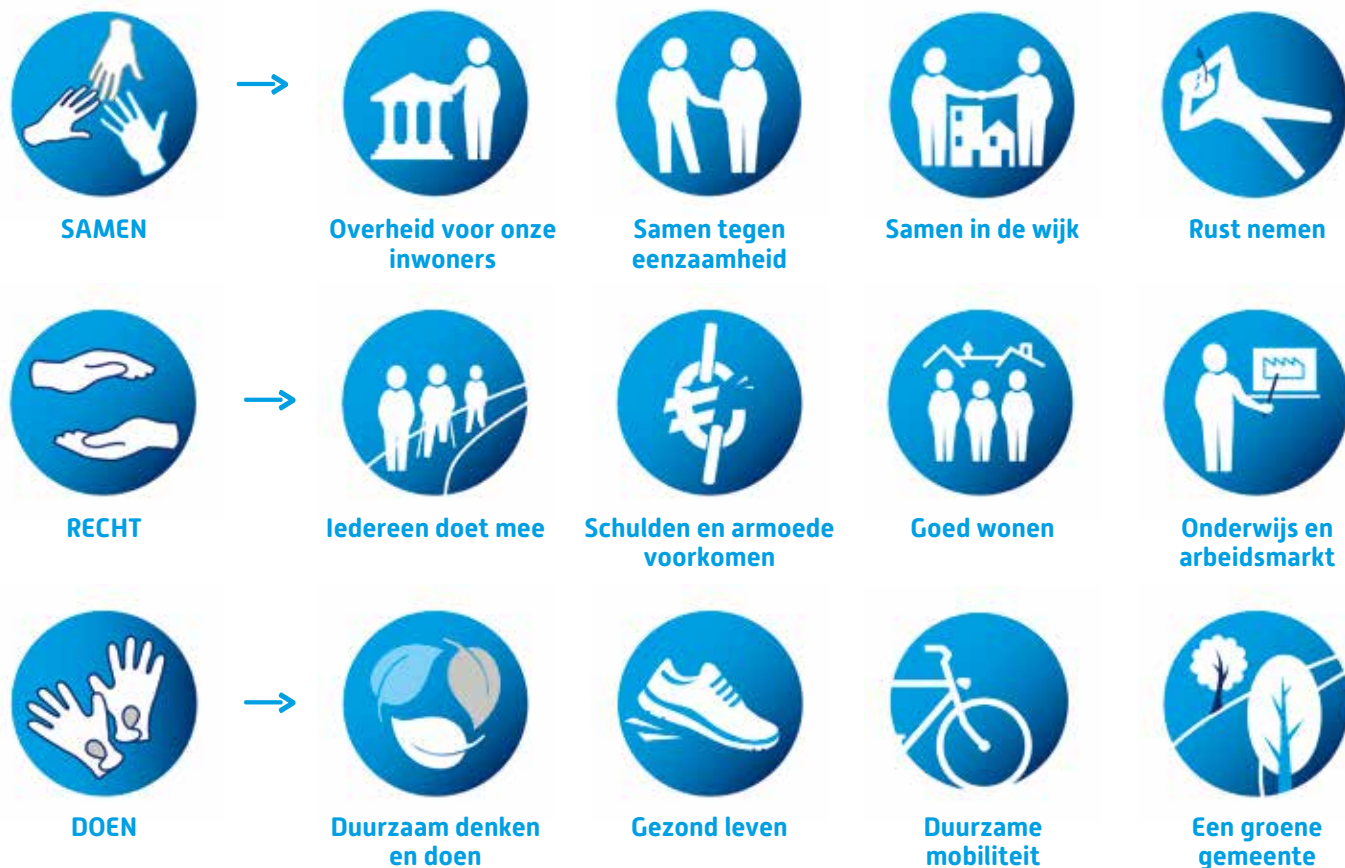 SAMEN
Overheid voor onze
inwoners
Samen tegen
eenzaamheid
Samen in de wijk
Rust nemen
RECHT
Iedereen doet mee
Schulden en armoede
voorkomen
Goed wonen
Onderwijs en
arbeidsmarkt
DOEN
Duurzaam denken
en doen
Gezond leven
Duurzame
mobiliteit
Een groene
gemeente